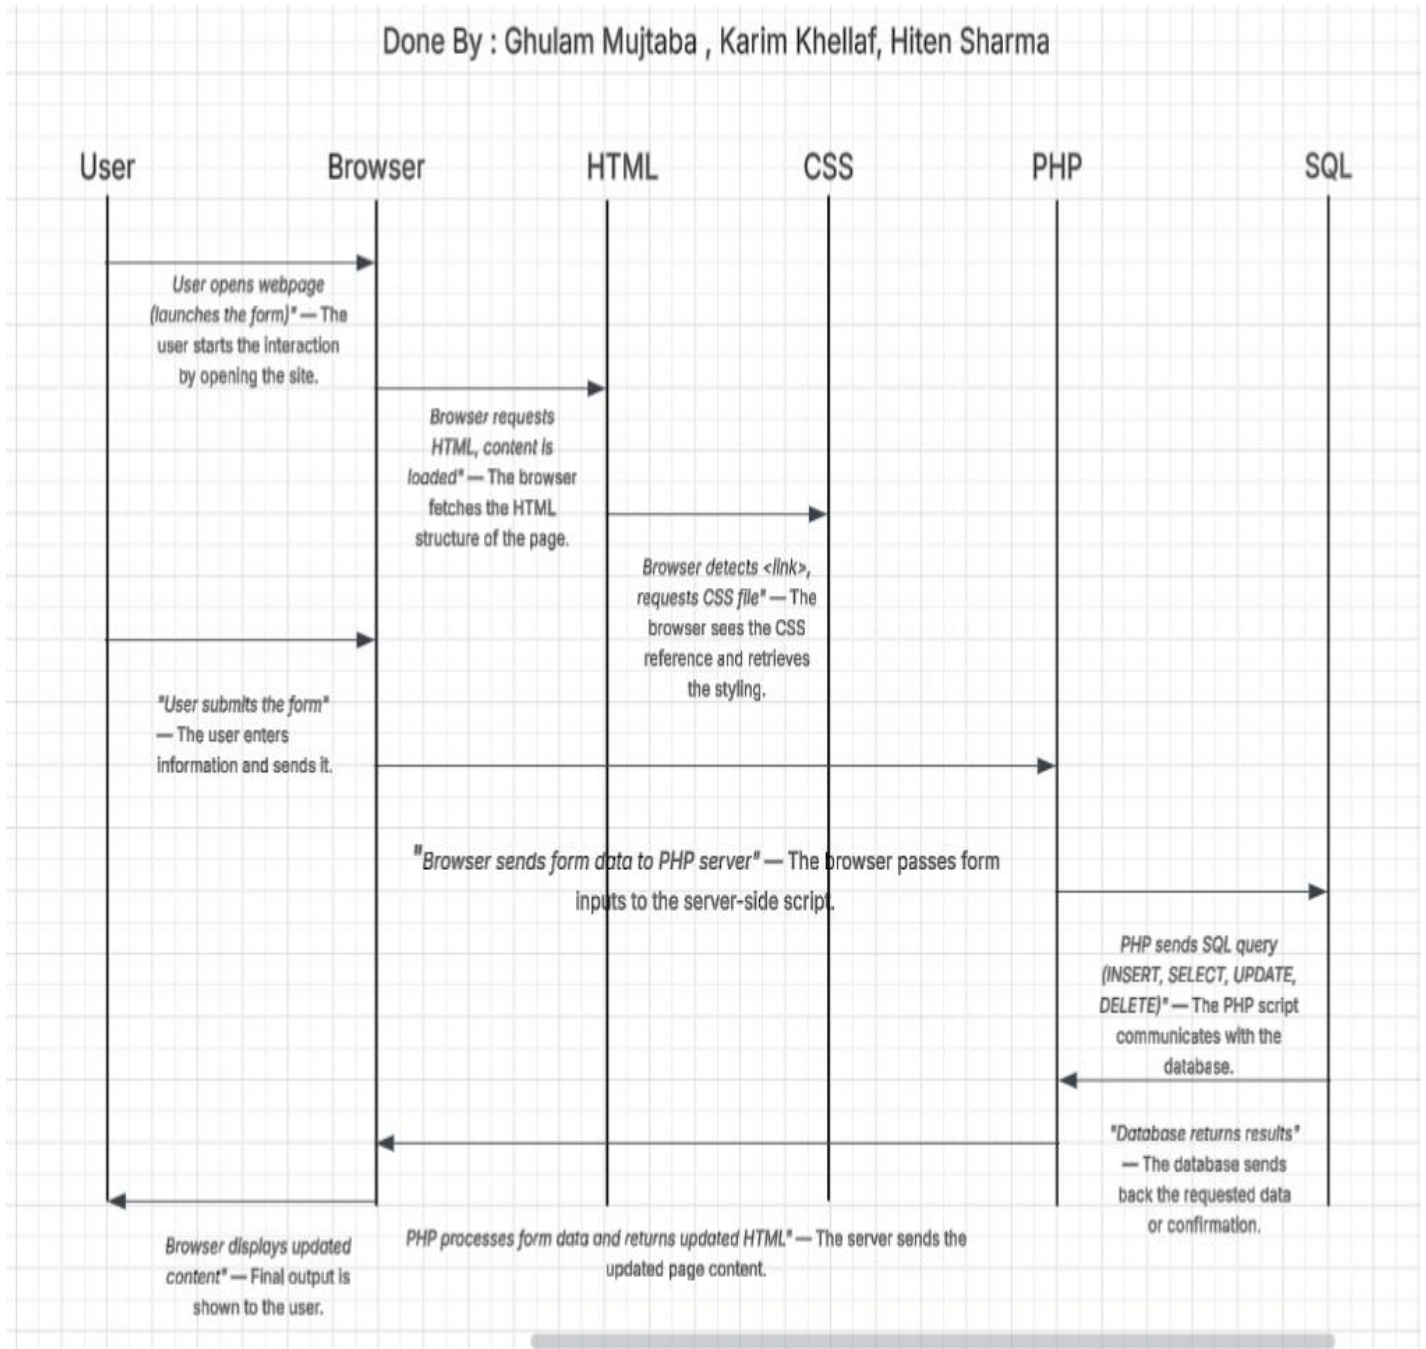 Done By : Ghulam Mujtaba , Karim Khellaf, Hiten Sharma
User
Browser
HTML
CSS
PHP
SQL
User opens webpage
(launches the form)" — The
user starts the interaction
by opening the site.
Browser requests
HTML, content is
loaded" — The browser
fetches the HTML
structure of the page.
Browser detects <link>,
requests CSS file" — The
browser sees the CSS
reference and retrieves
the styling.
"User submits the form"
— The user enters
information and sends it.
"Browser sends form data to PHP server" — The browser passes form
inputs to the server-side script.
PHP sends SQL query
(INSERT, SELECT, UPDATE,
DELETE)" — The PHP script
communicates with the
database.
"Database returns results"
— The database sends
back the requested data
or confirmation.
PHP processes form data and returns updated HTML" — The server sends the
updated page content.
Browser displays updated
content" — Final output is
shown to the user.